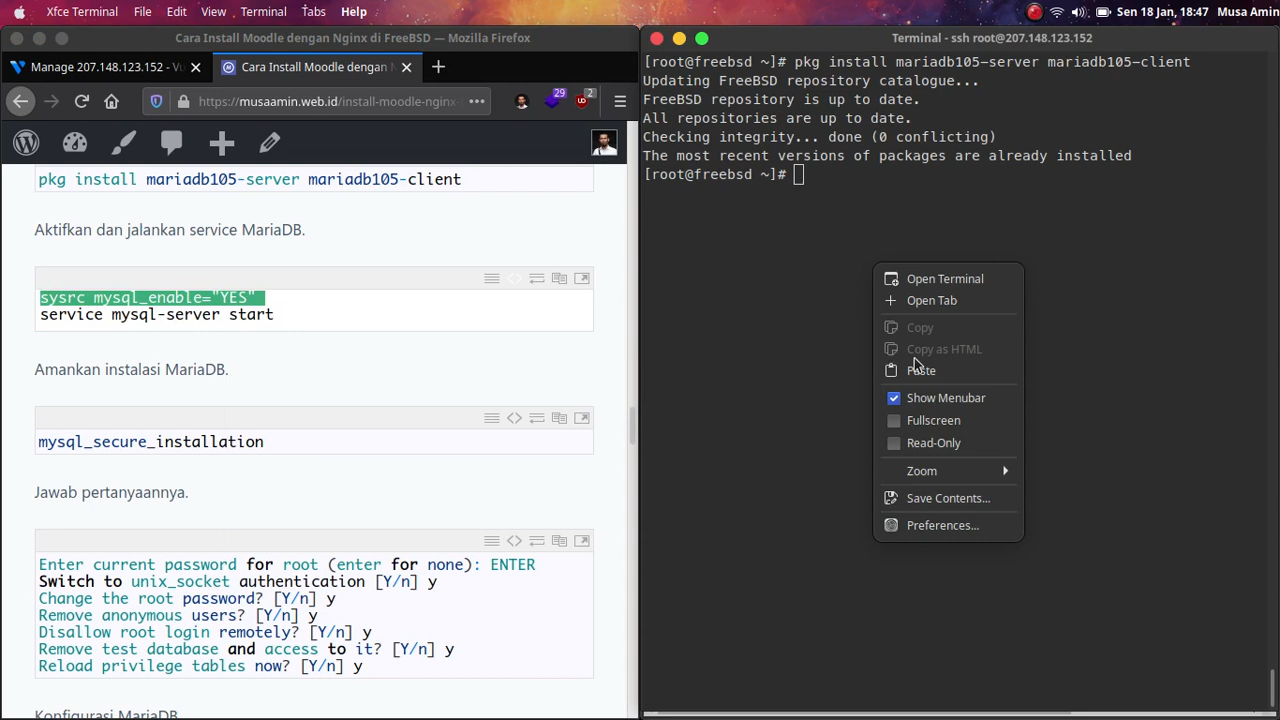 Xfce Terminal File Edit View Terminal Tabs Help
Sen 18 Jan, 18:47 Musa Amin
Cara Install Moodle dengan Nginx di FreeBSD — Mozilla Firefox
Manage 207.148.123.152 - Vu
Cara Install Moodle dengan N
https://musaamin.web.id/install-moodle-nginx-
29
2
pkg install mariadb105-server mariadb105-client
Aktifkan dan jalankan service MariaDB.
sysrc mysql_enable="YES"
service mysql-server start
Amankan instalasi MariaDB.
mysql_secure_installation
Jawab pertanyaannya.
Enter current password for root (enter for none): ENTER
Switch to unix_socket authentication [Y/n] y
Change the root password? [Y/n] y
Remove anonymous users? [Y/n] y
Disallow root login remotely? [Y/n] y
Remove test database and access to it? [Y/n] y
Reload privilege tables now? [Y/n] y
Konfigurasi MariaDB
Terminal - ssh root@207.148.123.152
[root@freebsd ~]# pkg install mariadb105-server mariadb105-client
Updating FreeBSD repository catalogue...
FreeBSD repository is up to date.
All repositories are up to date.
Checking integrity... done (0 conflicting)
The most recent versions of packages are already installed
[root@freebsd ~]#
Open Terminal
Open Tab
Copy
Copy as HTML
Paste
Show Menubar
Fullscreen
Read-Only
Zoom
Save Contents...
Preferences...